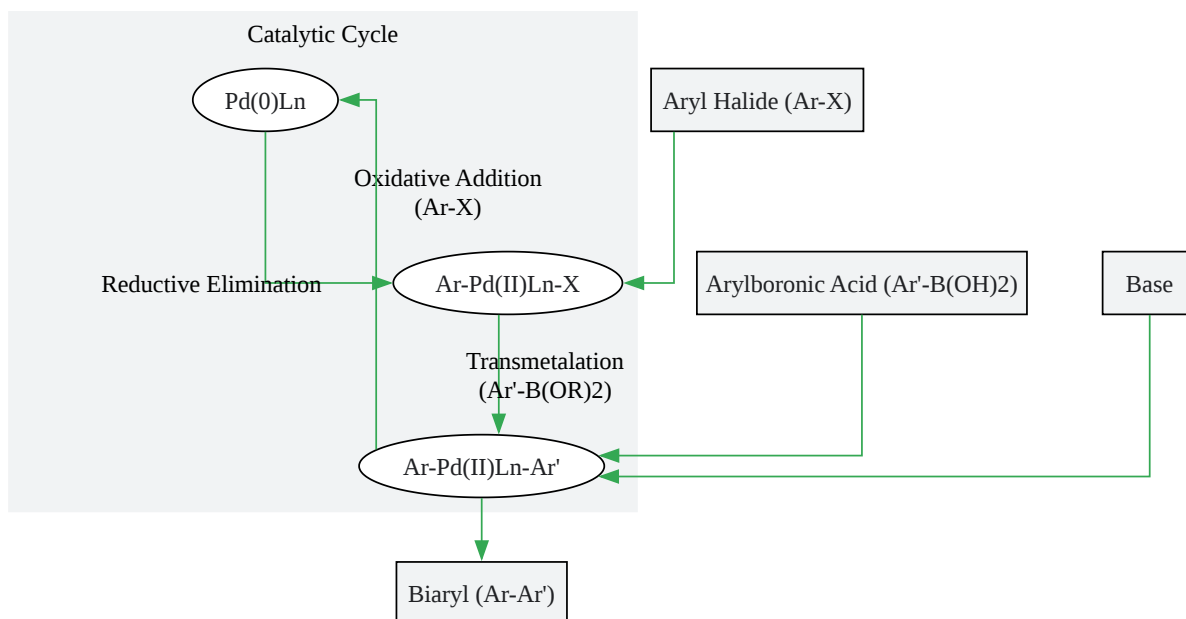 Catalytic Cycle
Pd(0)Ln
Aryl Halide (Ar-X)
Oxidative Addition
(Ar-X)
Reductive Elimination
Ar-Pd(II)Ln-X
Arylboronic Acid (Ar'-B(OH)2)
Base
Transmetalation
(Ar'-B(OR)2)
Ar-Pd(II)Ln-Ar'
Biaryl (Ar-Ar')